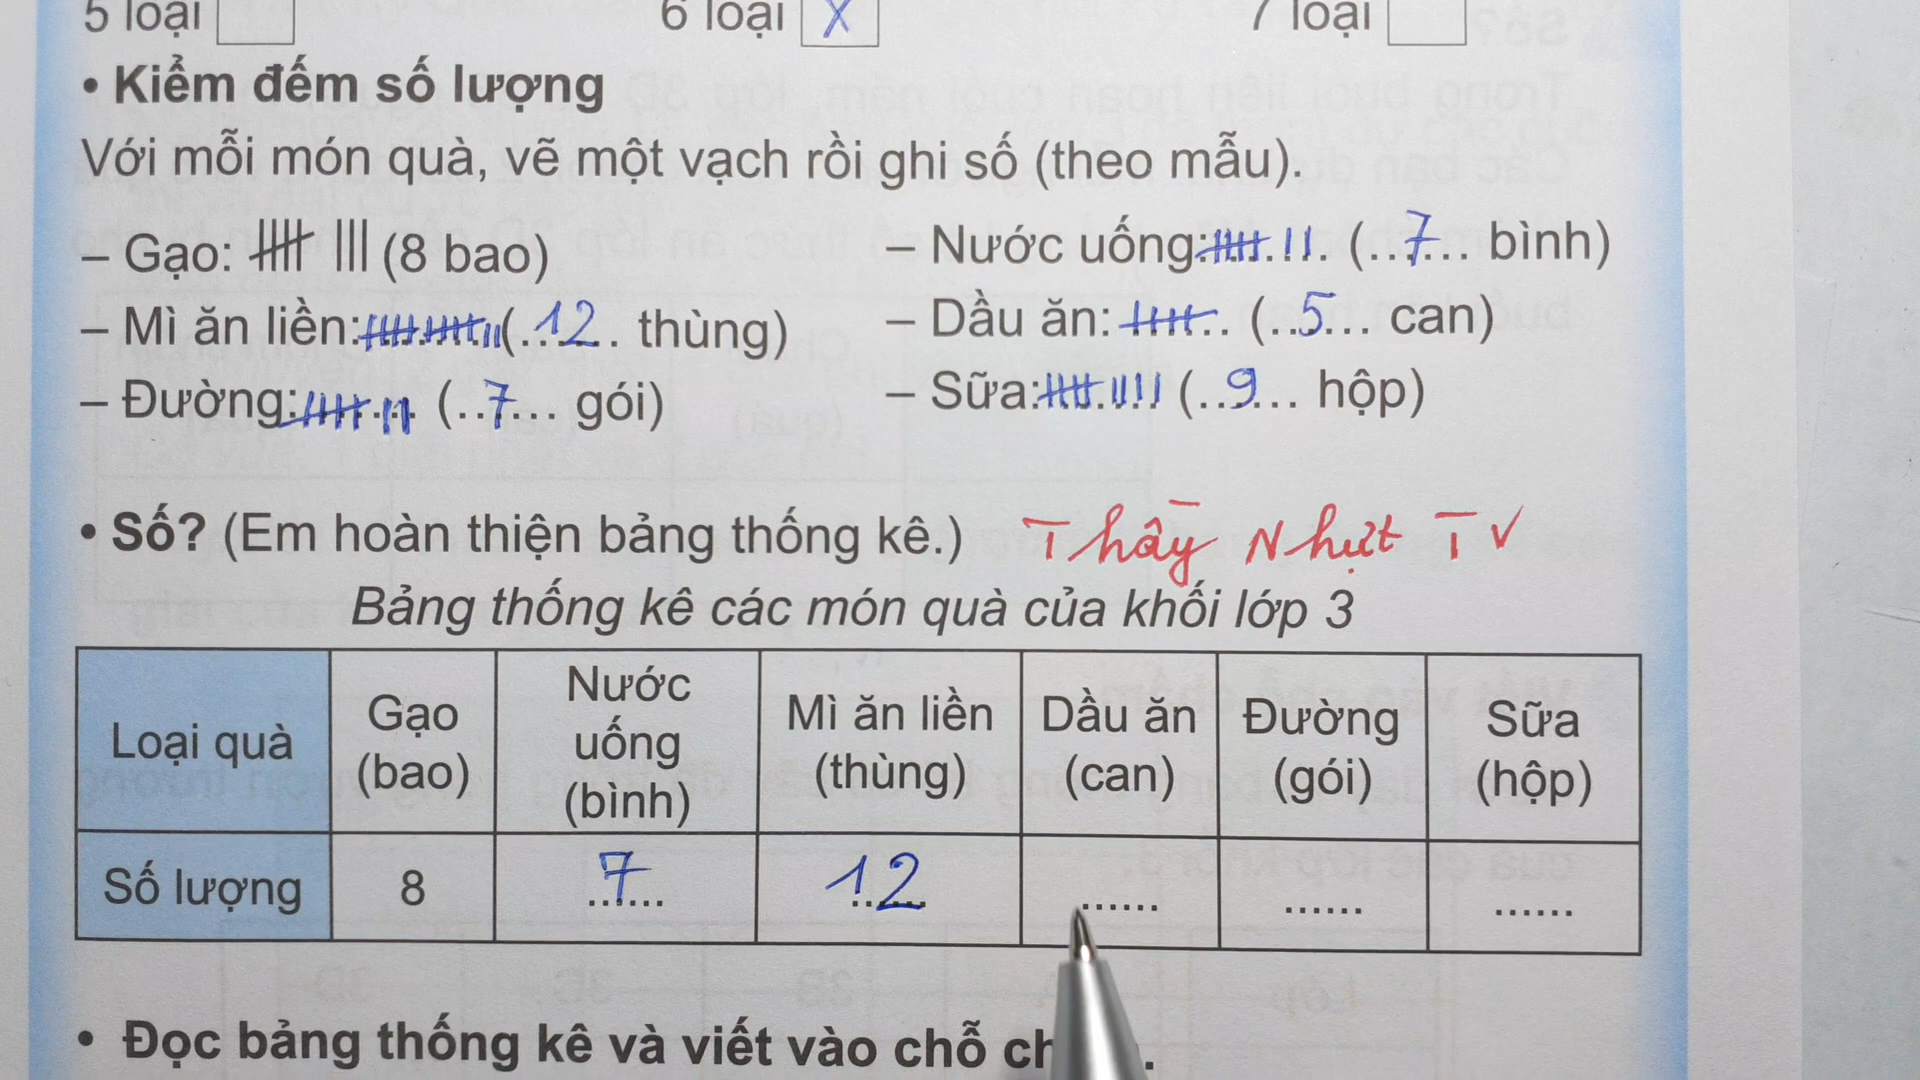 5 loại 6 loại X 7 loại
• Kiểm đếm số lượng
Với mỗi món quà, vẽ một vạch rồi ghi số (theo mẫu).
– Gạo: (8 bao)
– Nước uống: (...7... bình)
– Mì ăn liền: (..12.. thùng)
– Dầu ăn: (..5... can)
– Đường: (..7... gói)
– Sữa: (..9... hộp)
• Số? (Em hoàn thiện bảng thống kê.) Thầy Nhựt TV
Bảng thống kê các món quà của khối lớp 3
Loại quà Gạo (bao) Nước uống (bình) Mì ăn liền (thùng) Dầu ăn (can) Đường (gói) Sữa (hộp)
Số lượng 8 7 12 ...... ...... ......
• Đọc bảng thống kê và viết vào chỗ